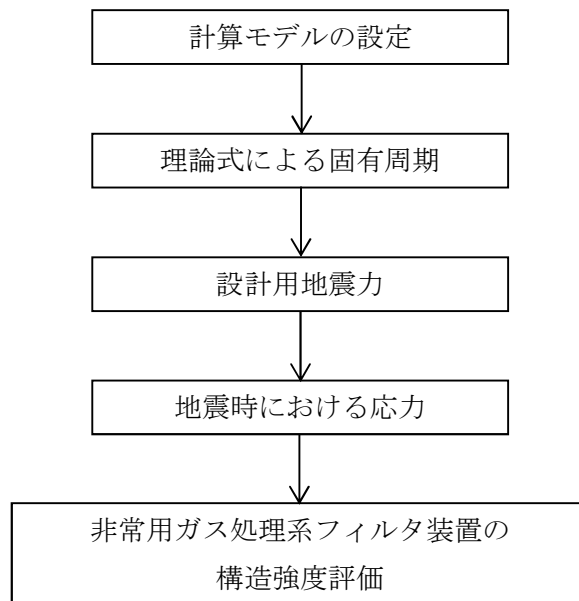 計算モデルの設定
理論式による固有周期
設計用地震力
地震時における応力
非常用ガス処理系フィルタ装置の
構造強度評価